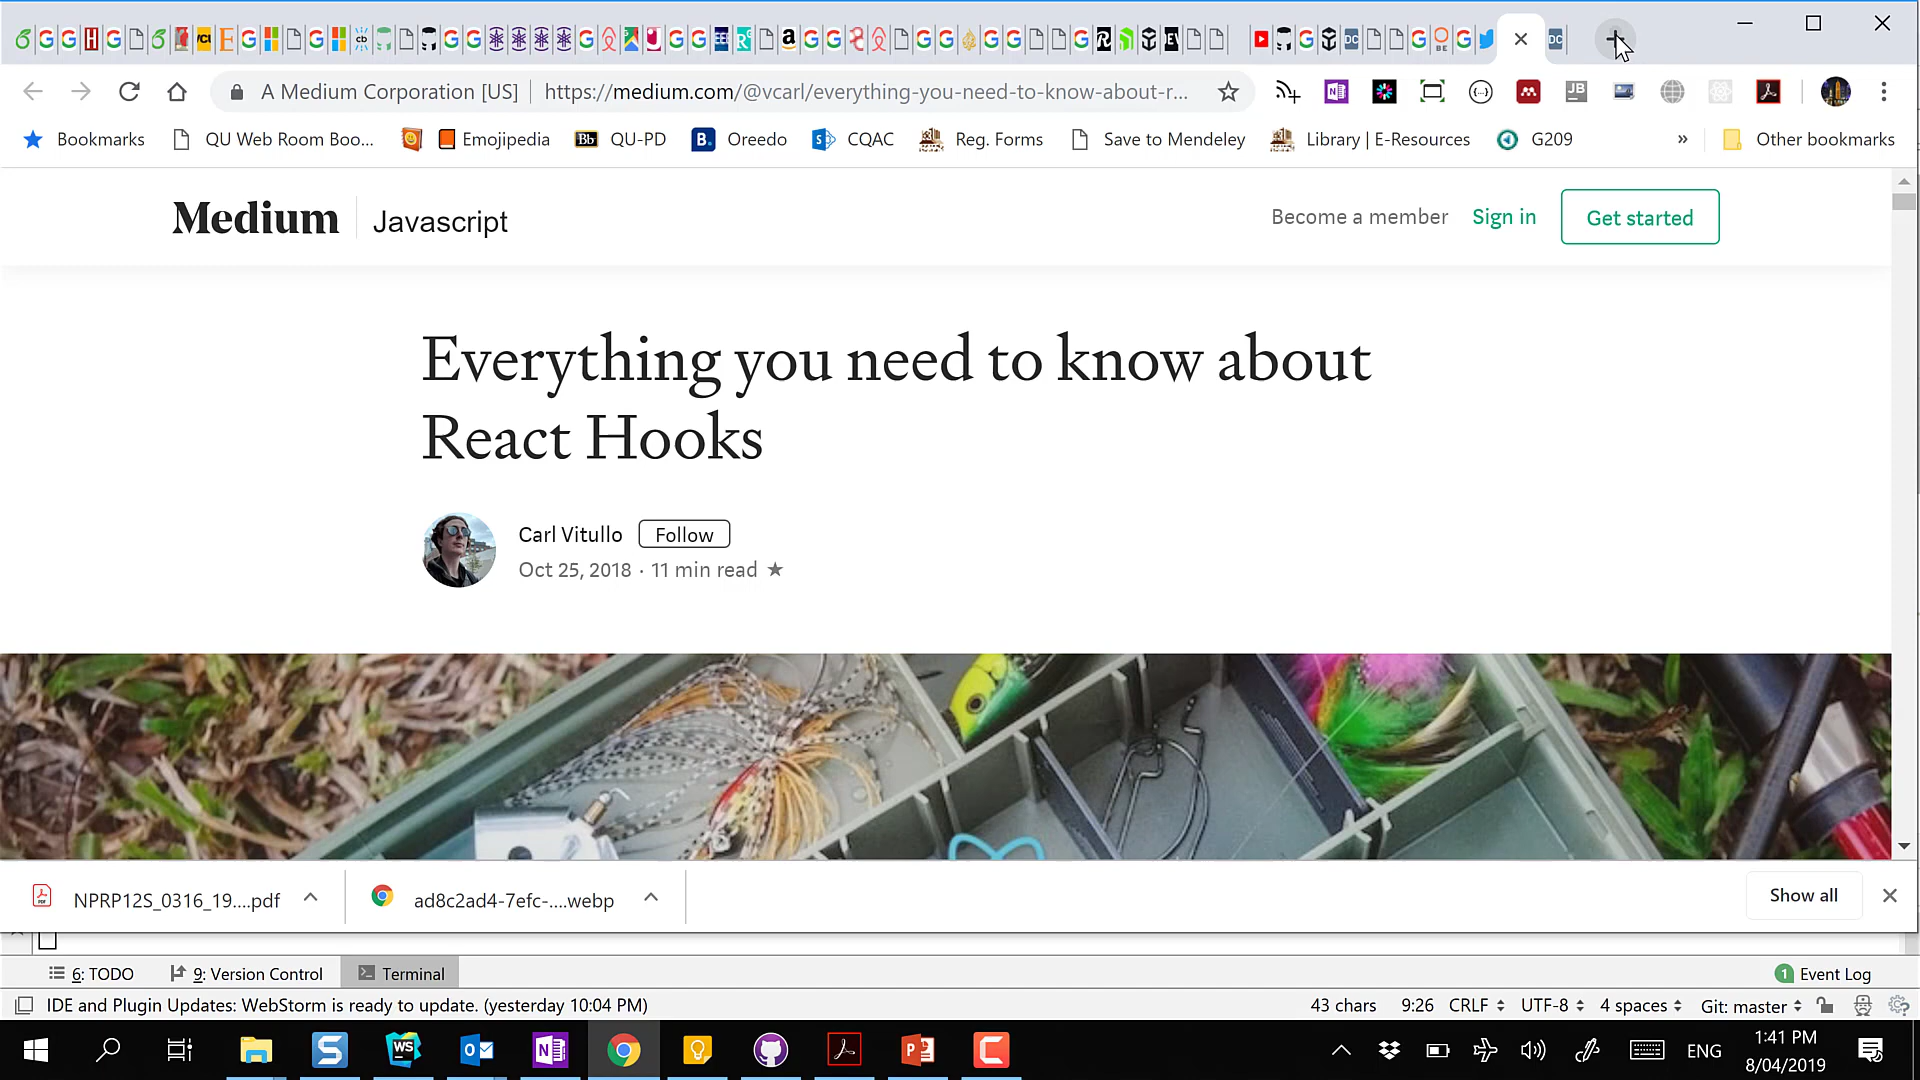 A Medium Corporation [US] https://medium.com/@vcarl/everything-you-need-to-know-about-r...
Bookmarks QU Web Room Boo... Emojipedia Bb QU-PD B. Oreedo CQAC Reg. Forms Save to Mendeley Library | E-Resources G209 » Other bookmarks
Medium Javascript Become a member Sign in Get started
Everything you need to know about
React Hooks
Carl Vitullo Follow
Oct 25, 2018 · 11 min read ★
NPRP12S_0316_19....pdf ad8c2ad4-7efc-....webp Show all
6: TODO 9: Version Control Terminal 1 Event Log
IDE and Plugin Updates: WebStorm is ready to update. (yesterday 10:04 PM) 43 chars 9:26 CRLF UTF-8 4 spaces Git: master
1:41 PM
ENG
8/04/2019